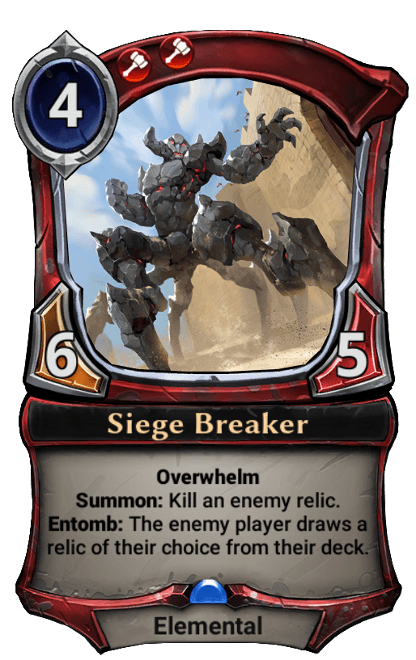 4
6
5
Siege Breaker
Overwhelm
Summon: Kill an enemy relic.
Entomb: The enemy player draws a
relic of their choice from their deck.
Elemental